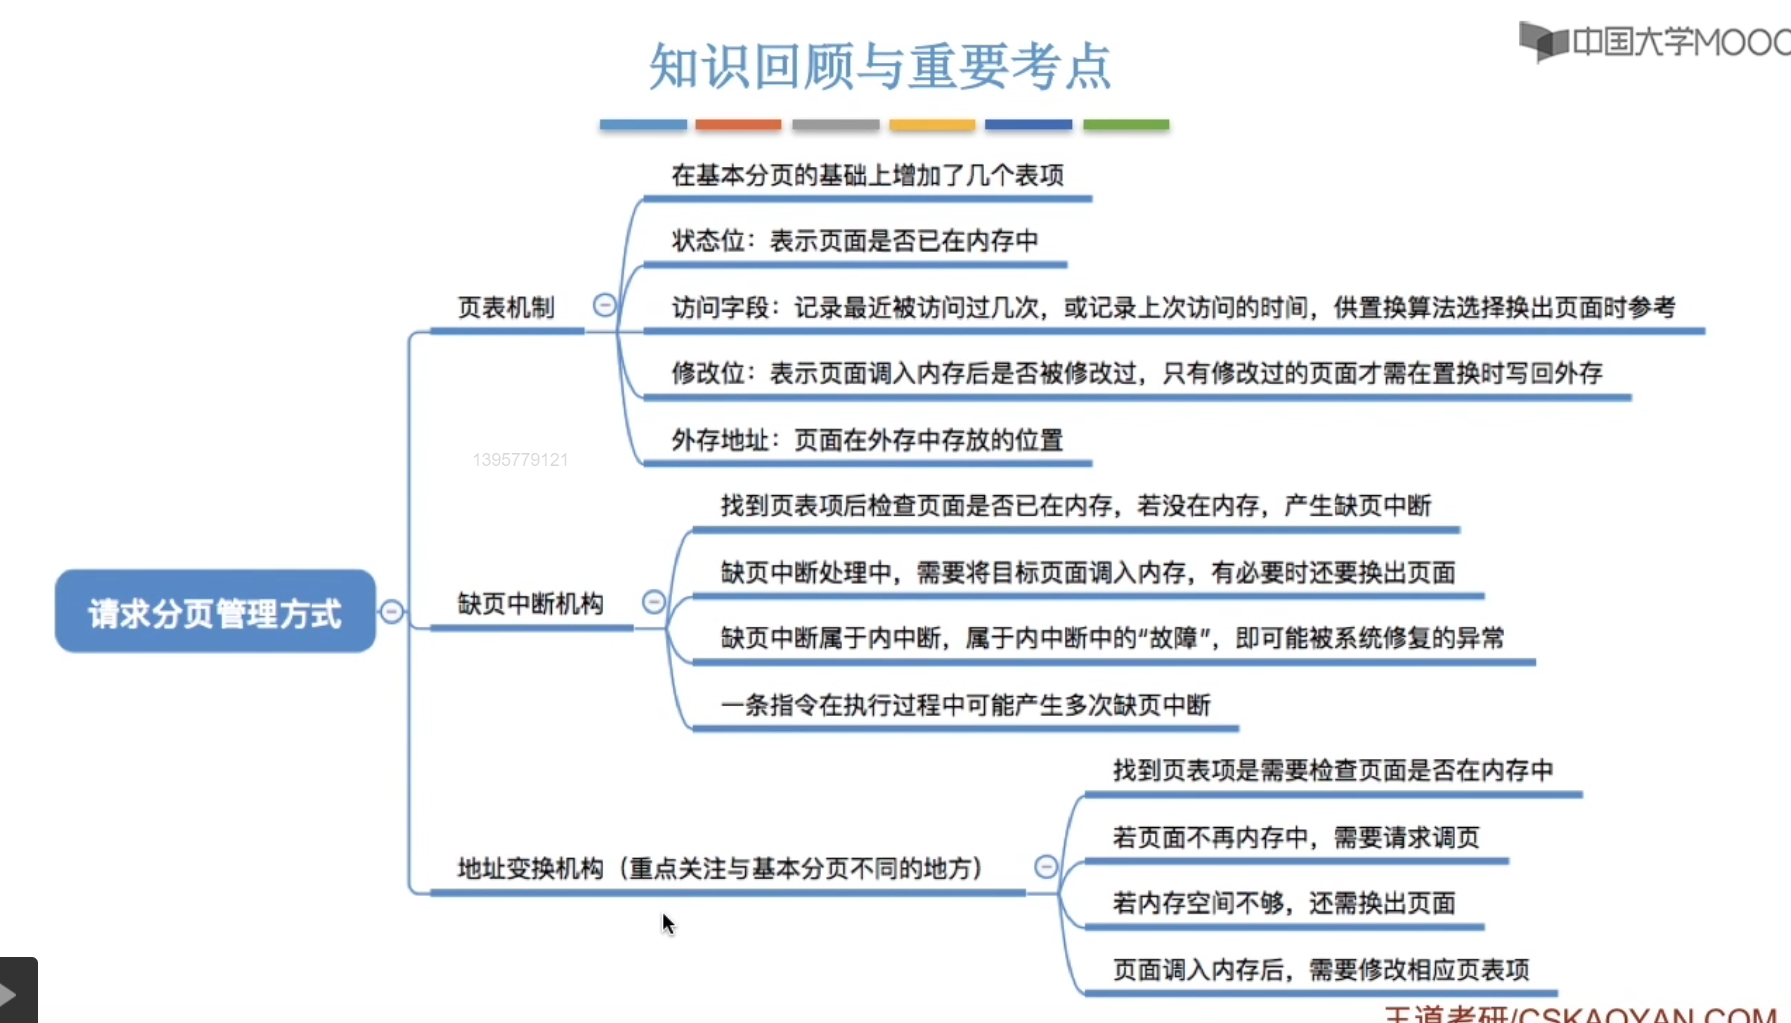 中国大学MOOC
知识回顾与重要考点
在基本分页的基础上增加了几个表项
状态位：表示页面是否已在内存中
页表机制
访问字段：记录最近被访问过几次，或记录上次访问的时间，供置换算法选择换出页面时参考
修改位：表示页面调入内存后是否被修改过，只有修改过的页面才需在置换时写回外存
外存地址：页面在外存中存放的位置
1395779121
找到页表项后检查页面是否已在内存，若没在内存，产生缺页中断
缺页中断处理中，需要将目标页面调入内存，有必要时还要换出页面
请求分页管理方式
缺页中断机构
缺页中断属于内中断，属于内中断中的“故障”，即可能被系统修复的异常
一条指令在执行过程中可能产生多次缺页中断
找到页表项是需要检查页面是否在内存中
若页面不再内存中，需要请求调页
地址变换机构（重点关注与基本分页不同的地方）
若内存空间不够，还需换出页面
页面调入内存后，需要修改相应页表项
王道考研/CSKAOYAN.COM